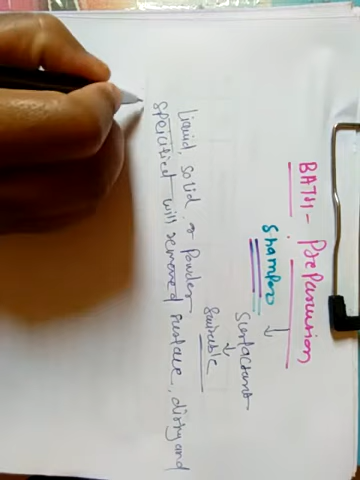 BATH - Preparation
Shampoo → Surfactant
↓
Suitable
Liquid, Solid or Powder
specified will removed surface, dirty and